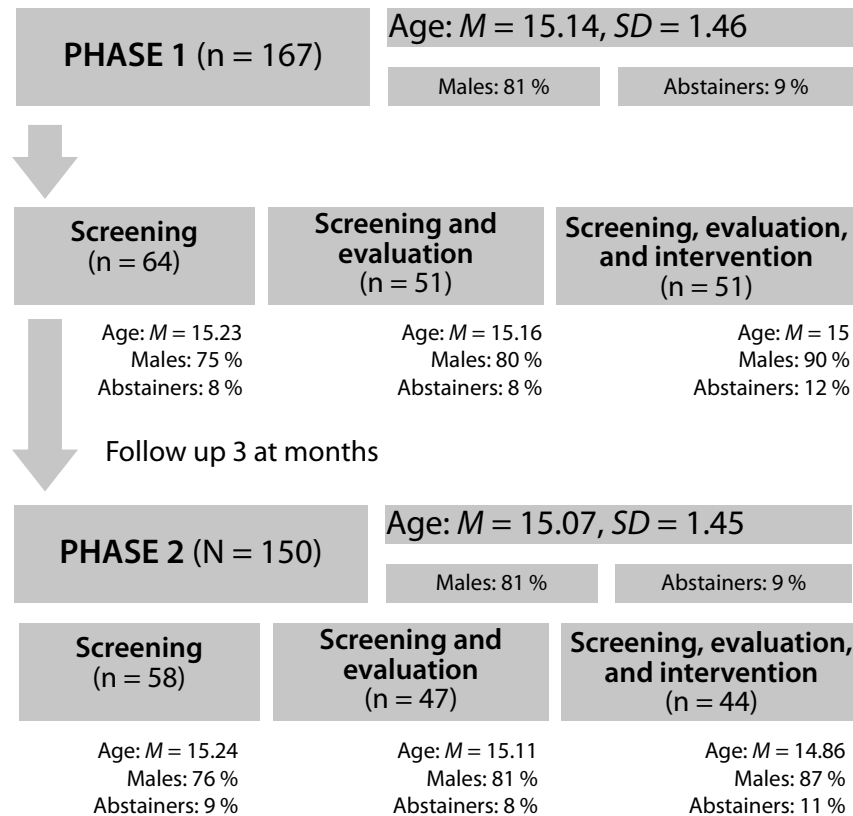 PHASE 1 (n = 167)
Age: M = 15.14, SD = 1.46
Males: 81 %
Abstainers: 9 %
Screening
(n = 64)
Screening and
evaluation
(n = 51)
Screening, evaluation,
and intervention
(n = 51)
Age: M = 15.23
Males: 75 %
Abstainers: 8 %
Age: M = 15.16
Males: 80 %
Abstainers: 8 %
Age: M = 15
Males: 90 %
Abstainers: 12 %
Follow up 3 at months
PHASE 2 (N = 150)
Age: M = 15.07, SD = 1.45
Males: 81 %
Abstainers: 9 %
Screening
(n = 58)
Screening and
evaluation
(n = 47)
Screening, evaluation,
and intervention
(n = 44)
Age: M = 15.24
Males: 76 %
Abstainers: 9 %
Age: M = 15.11
Males: 81 %
Abstainers: 8 %
Age: M = 14.86
Males: 87 %
Abstainers: 11 %